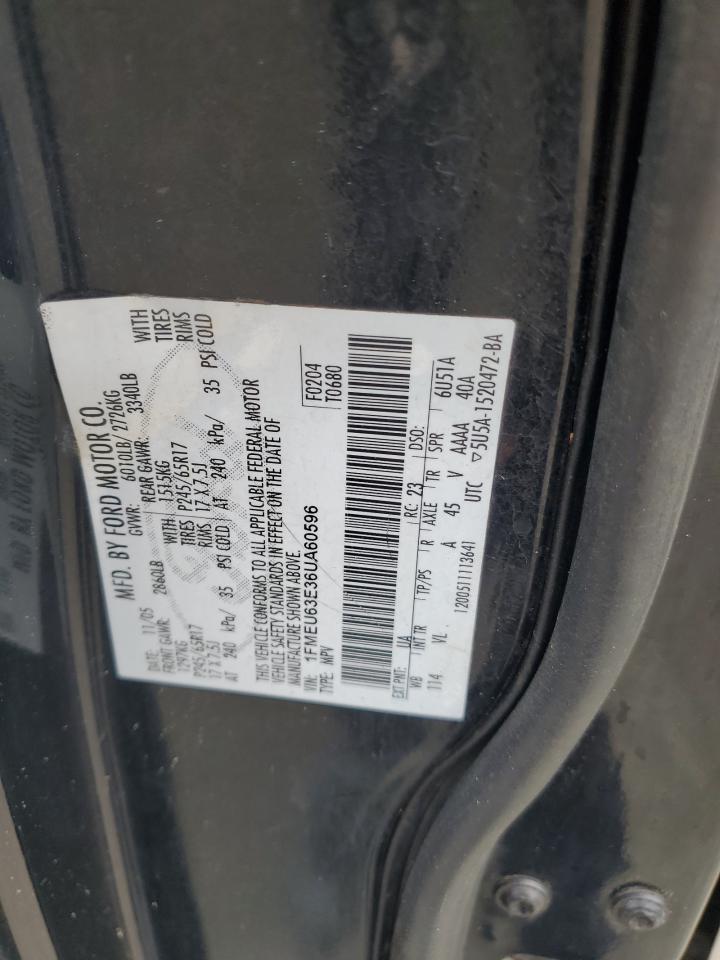 MFD. BY FORD MOTOR CO.
DATE: 11/05 GVWR: 6010LB/ 2726KG
FRONT GAWR: 2860LB REAR GAWR: 3340LB WITH
1297KG WITH 1515KG TIRES
P245/65R17 TIRES P245/65R17 RIMS
17 X 7.5J RIMS 17 X 7.5J
AT 240 kPa/ 35 PSI COLD AT 240 kPa/ 35 PSI COLD
THIS VEHICLE CONFORMS TO ALL APPLICABLE FEDERAL MOTOR
VEHICLE SAFETY STANDARDS IN EFFECT ON THE DATE OF
MANUFACTURE SHOWN ABOVE.
VIN: 1FMEU63E36UA60596 F0204
TYPE: MPV T0680
EXT PNT: UA RC: 23 DSO:
WB INT TR TP/PS R AXLE TR SPR 6U51A
114 VL A 45 V AAAA 40A
120051113641 UTC ▽5U5A-1520472-BA